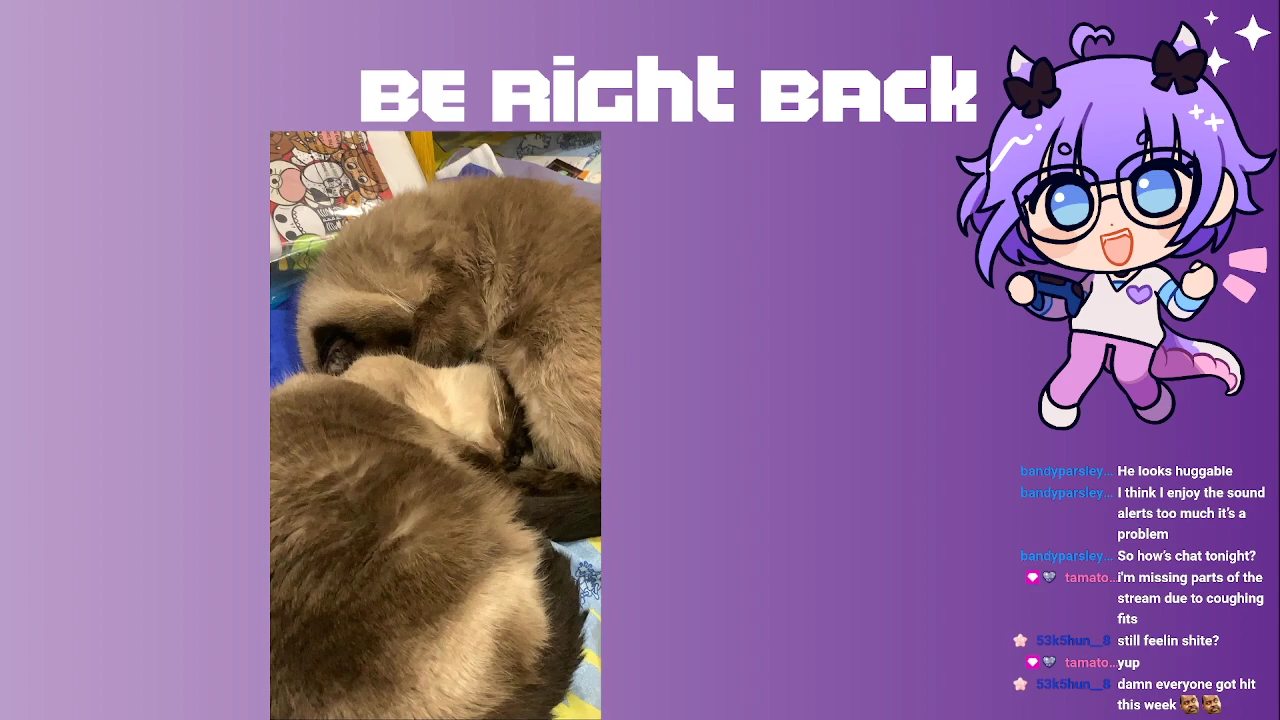 BE Right BACK
bandyparsley... He looks huggable
bandyparsley... I think I enjoy the sound
alerts too much it's a
problem
bandyparsley... So how's chat tonight?
tamato... i'm missing parts of the
stream due to coughing
fits
53k5hun__8 still feelin shite?
tamato... yup
53k5hun__8 damn everyone got hit
this week